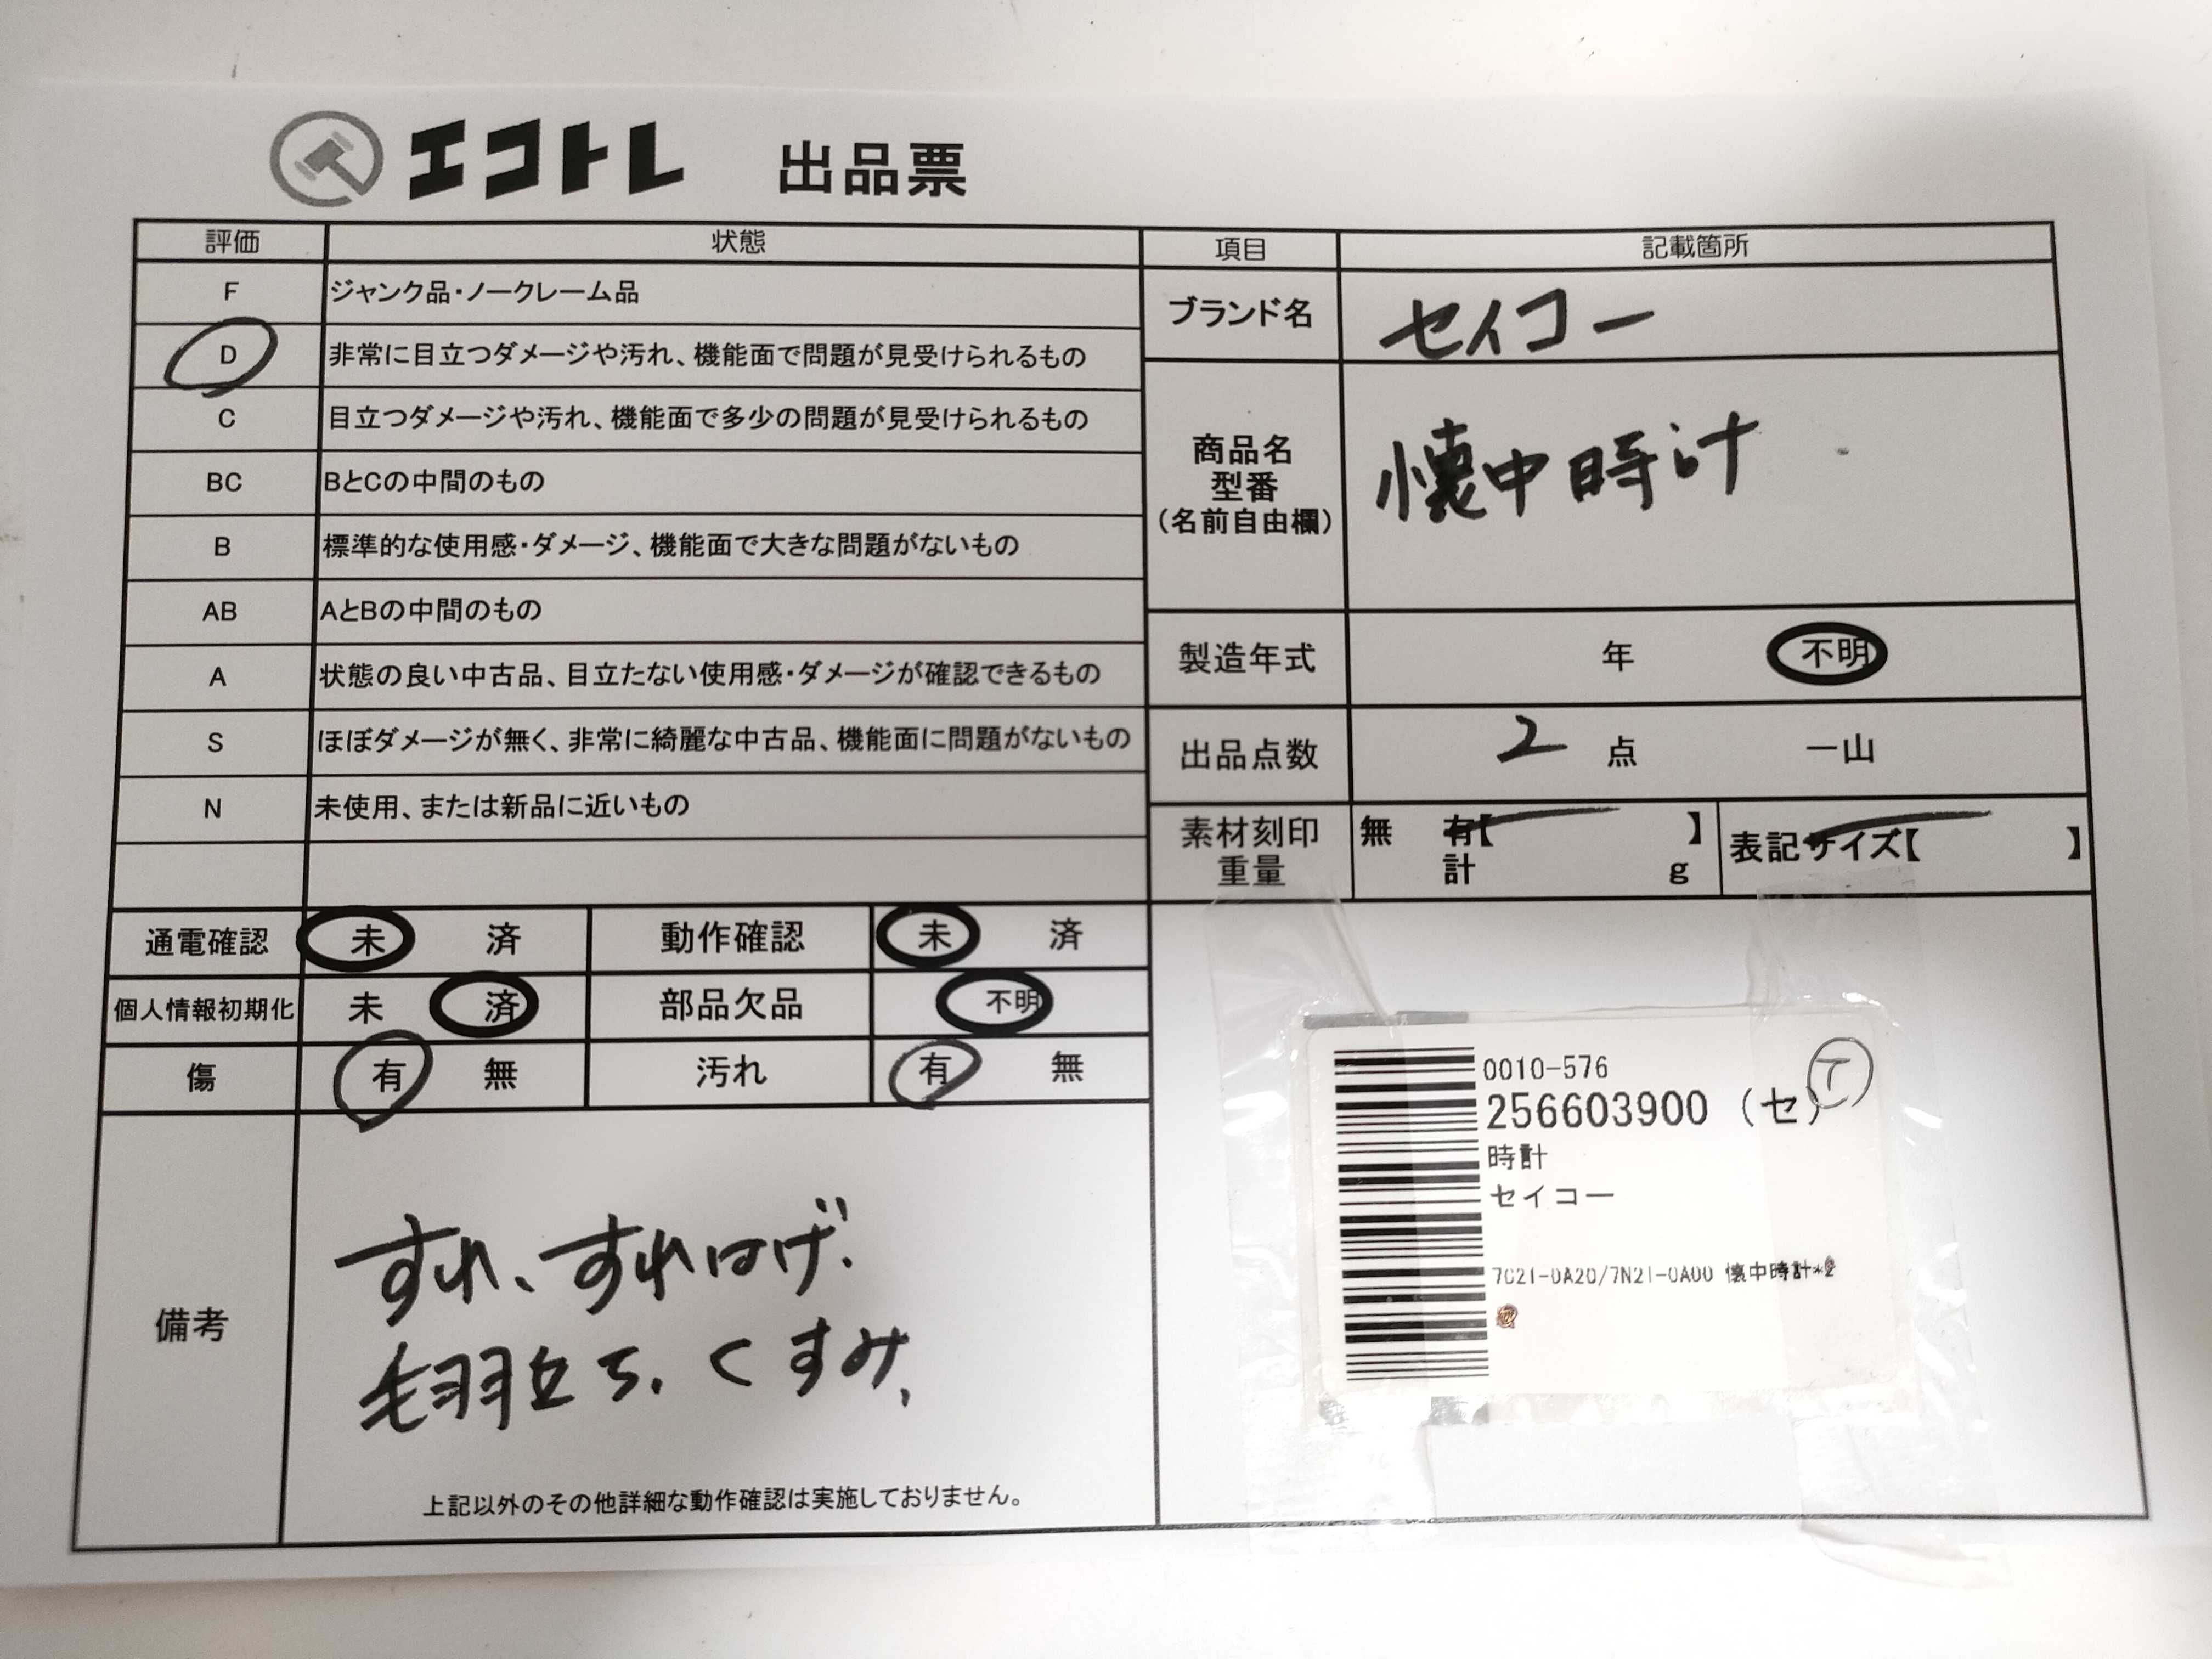 エコトレ 出品票
評価 状態
F ジャンク品・ノークレーム品
D 非常に目立つダメージや汚れ、機能面で問題が見受けられるもの
C 目立つダメージや汚れ、機能面で多少の問題が見受けられるもの
BC BとCの中間のもの
B 標準的な使用感・ダメージ、機能面で大きな問題がないもの
AB AとBの中間のもの
A 状態の良い中古品、目立たない使用感・ダメージが確認できるもの
S ほぼダメージが無く、非常に綺麗な中古品、機能面に問題がないもの
N 未使用、または新品に近いもの
項目 記載箇所
ブランド名 セイコー
商品名
型番
(名前自由欄)
懐中時計
製造年式 年 不明
出品点数 2 点 一山
素材刻印
重量
無 有【 】
計 g
表記サイズ【 】
通電確認 未 済 動作確認 未 済
個人情報初期化 未 済 部品欠品 不明
傷 有 無 汚れ 有 無
備考
すれ、すれはげ、
毛羽立ち、くすみ、
上記以外のその他詳細な動作確認は実施しておりません。
0010-576
256603900 (セ)
時計
セイコー
7C21-0A20/7N21-0A00 懐中時計*2